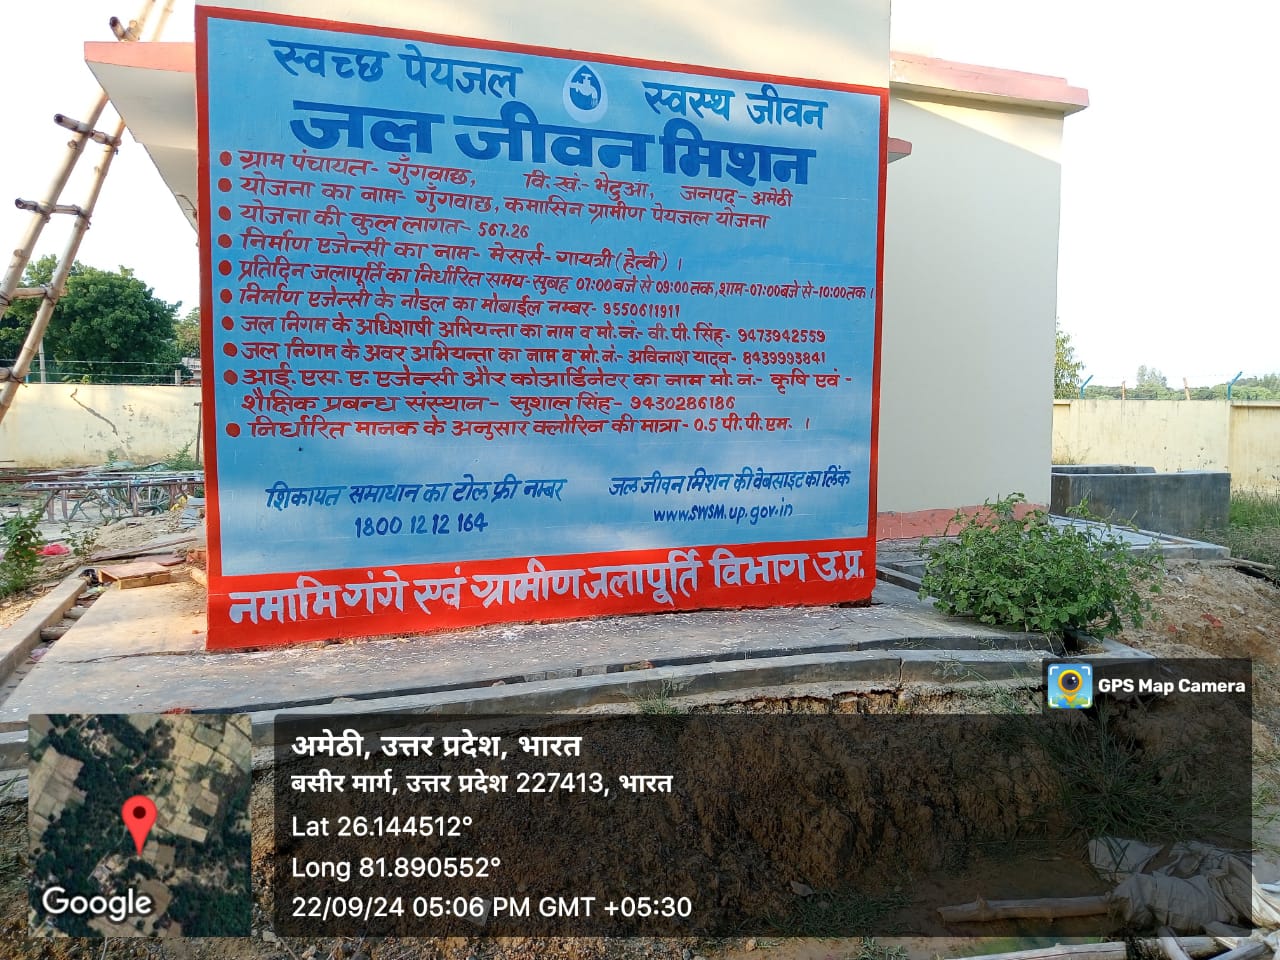 स्वच्छ पेयजल स्वस्थ जीवन
जल जीवन मिशन
• ग्राम पंचायत- गुँगवाछ, वि.खं.- भेदुआ, जनपद- अमेठी
• योजना का नाम- गुँगवाछ, कमासिन ग्रामीण पेयजल योजना
• योजना की कुल लागत- 567.26
• निर्माण एजेन्सी का नाम- मेसर्स- गायत्री (हेत्वी) ।
• प्रतिदिन जलापूर्ति का निर्धारित समय- सुबह 07:00 बजे से 09:00 तक, शाम- 07:00 बजे से -10:00 तक ।
• निर्माण एजेन्सी के नोडल का मोबाईल नम्बर- 9550611911
• जल निगम के अधिशाषी अभियन्ता का नाम व मो.नं.- वी.पी. सिंह- 9473942559
• जल निगम के अवर अभियन्ता का नाम व मो.नं.- अविनाश यादव- 8439993841
• आई. एस. ए. एजेन्सी और कोआर्डिनेटर का नाम मो. नं.- कृषि एवं -
शैक्षिक प्रबन्ध संस्थान- सुशाल सिंह- 9430286186
• निर्धारित मानक के अनुसार क्लोरिन की मात्रा- 0.5 पी.पी.एम. ।
शिकायत समाधान का टोल फ्री नम्बर
1800 12 12 164
जल जीवन मिशन की वेबसाइट का लिंक
www.swsm.up.gov.in
नमामि गंगे एवं ग्रामीण जलापूर्ति विभाग उ.प्र.
GPS Map Camera
अमेठी, उत्तर प्रदेश, भारत
बसीर मार्ग, उत्तर प्रदेश 227413, भारत
Lat 26.144512°
Long 81.890552°
22/09/24 05:06 PM GMT +05:30
Google